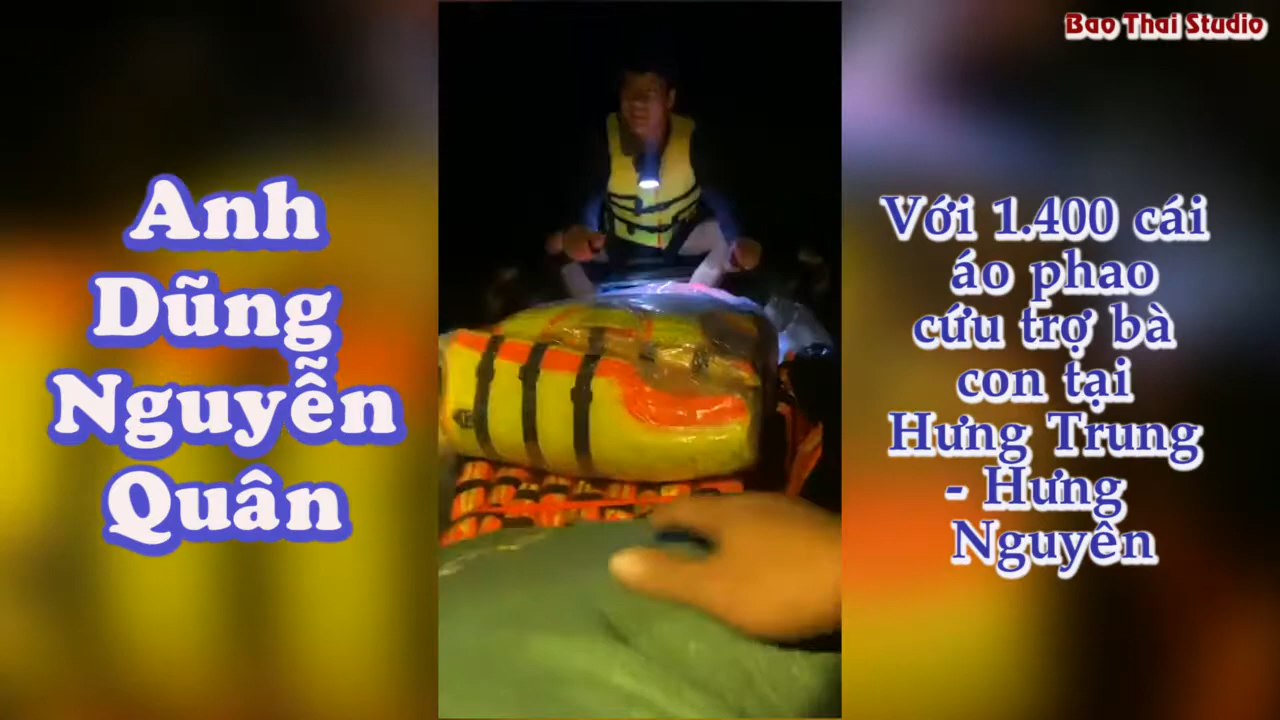 Bao Thai Studio
Anh
Dũng
Nguyễn
Quân
Với 1.400 cái
áo phao
cứu trợ bà
con tại
Hưng Trung
- Hưng
Nguyên